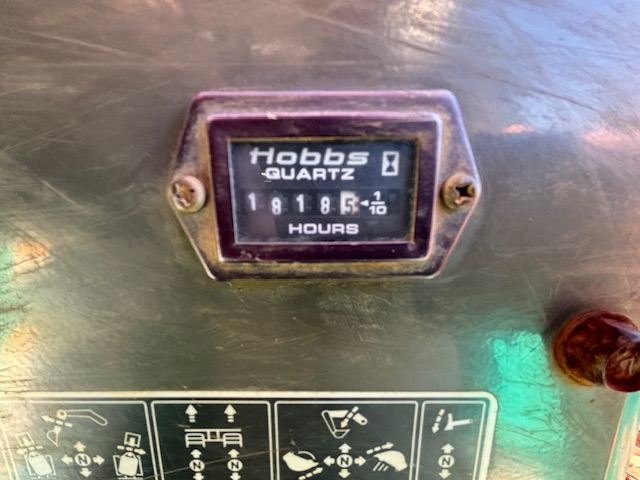 Hobbs
QUARTZ
1 8 1 8 5 ◄ 1/10
HOURS
N N N N N